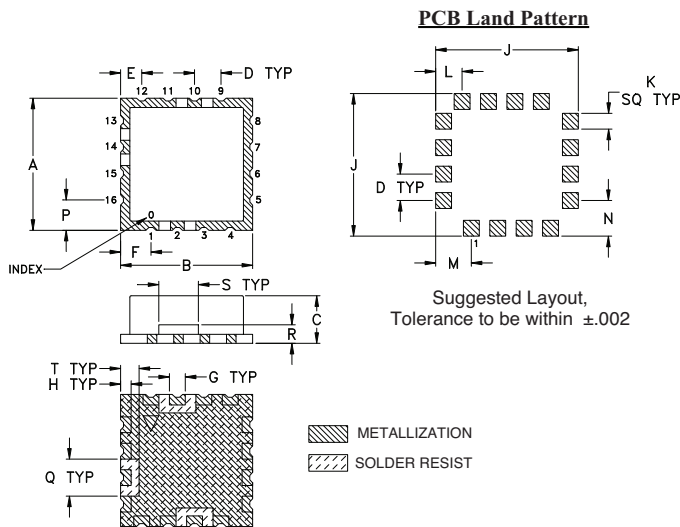 PCB Land Pattern
E
D TYP
12 11 10 9
13
14
15
16
8
7
6
5
A
P
0
1 2 3 4
F
B
INDEX
J
L
K
SQ TYP
J
D TYP
N
1
M
Suggested Layout,
Tolerance to be within ±.002
S TYP
C
R
T TYP
H TYP
G TYP
Q TYP
METALLIZATION
SOLDER RESIST